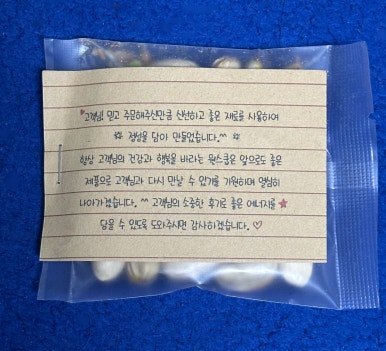 고객님! 믿고 주문해주신만큼 신선하고 좋은 재료를 사용하여
정성을 담아 만들었습니다.^^
항상 고객님의 건강과 행복을 바라는 원스쿱은 앞으로도 좋은
제품으로 고객님과 다시 만날 수 있기를 기원하며 열심히
나아가겠습니다. ^^ 고객님의 소중한 후기로 좋은 에너지를 ★
담을 수 있도록 도와주시면 감사하겠습니다. ♡